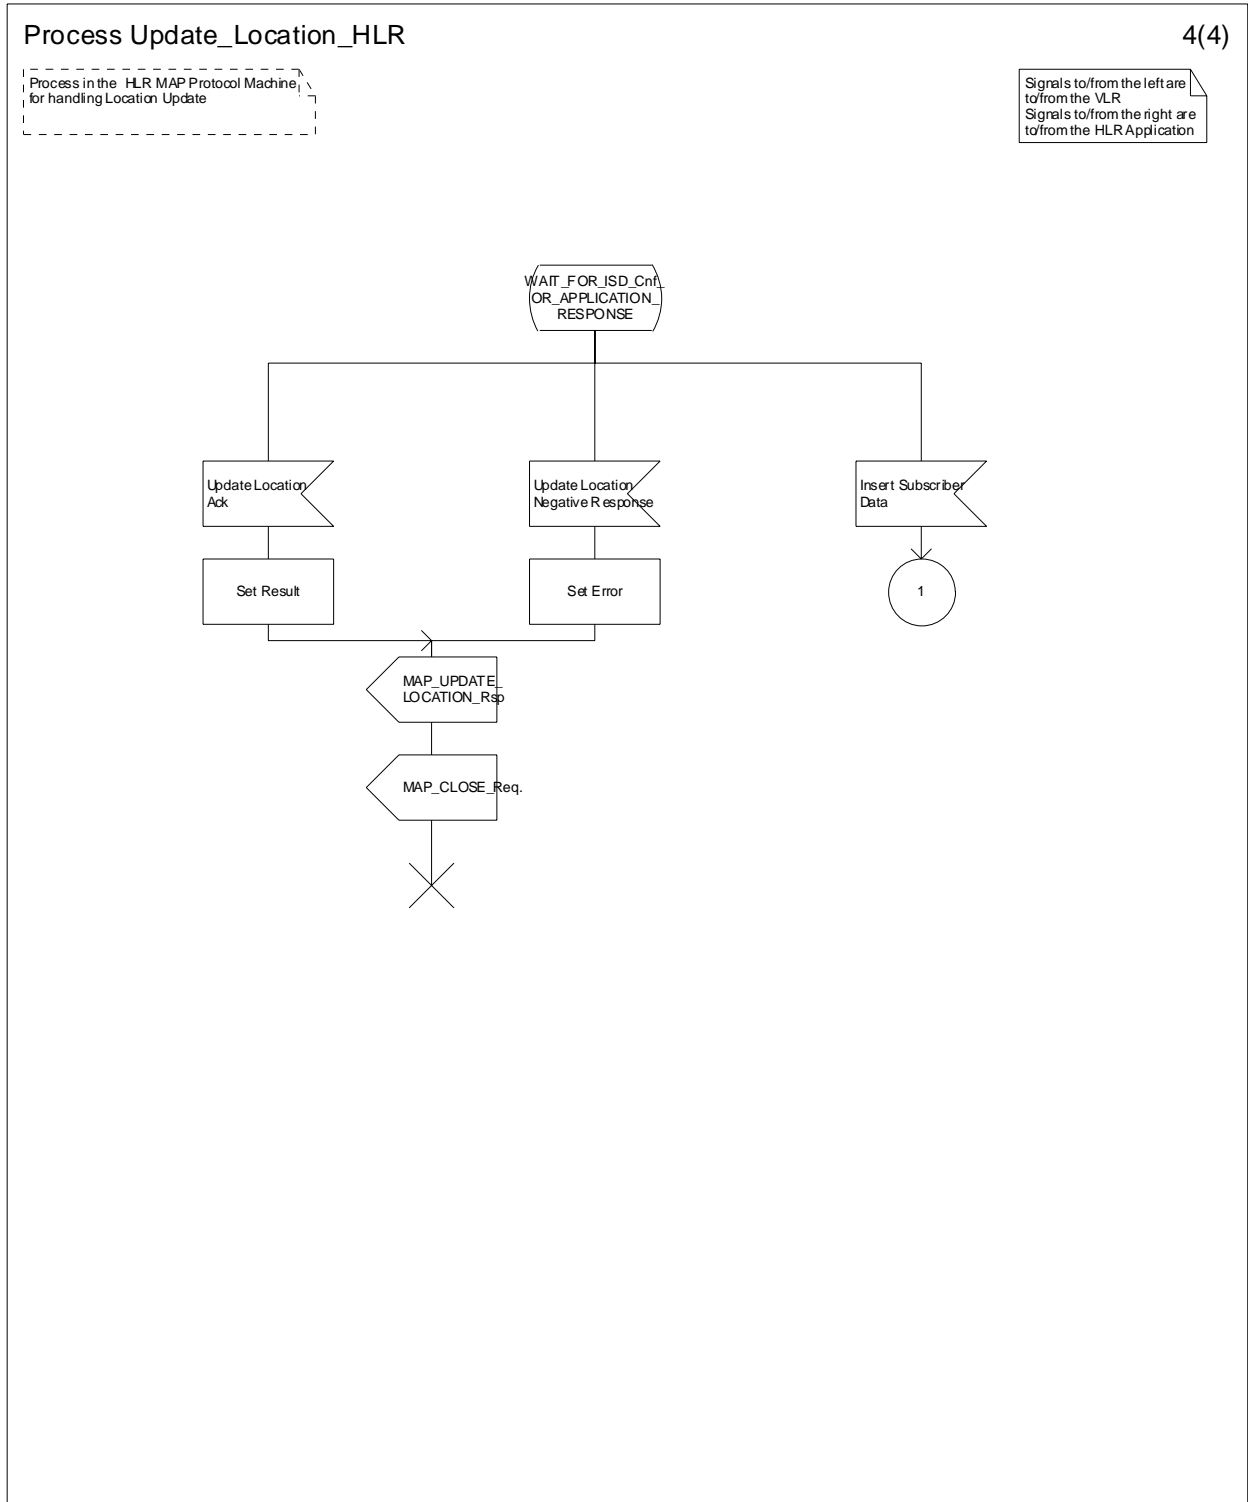 Process Update_Location_HLR
4(4)
Process in the HLR MAP Protocol Machine
for handling Location Update
Signals to/from the left are
to/from the VLR
Signals to/from the right are
to/from the HLR Application
WAIT_FOR_ISD_Cnf_
OR_APPLICATION_
RESPONSE
Update Location
Ack
Update Location
Negative Response
Insert Subscriber
Data
Set Result
Set Error
1
MAP_UPDATE_
LOCATION_Rsp
MAP_CLOSE_Req.